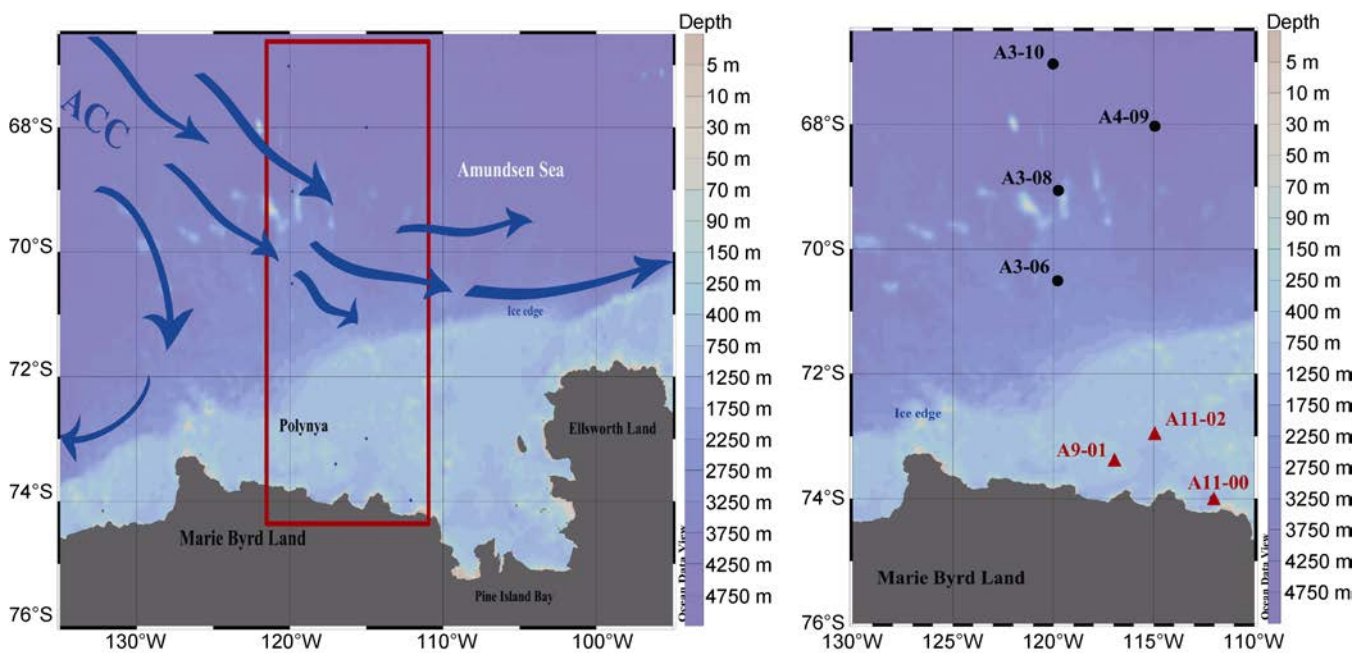 Depth
5 m
10 m
30 m
50 m
70 m
90 m
150 m
250 m
400 m
750 m
1250 m
1750 m
2250 m
2750 m
3250 m
3750 m
4250 m
4750 m
68°S
70°S
72°S
74°S
76°S
130°W
120°W
110°W
100°W
ACC
Amundsen Sea
Ice edge
Polynya
Ellsworth Land
Marie Byrd Land
Pine Island Bay
Ocean Data View
Depth
5 m
10 m
30 m
50 m
70 m
90 m
150 m
250 m
400 m
750 m
1250 m
1750 m
2250 m
2750 m
3250 m
3750 m
4250 m
4750 m
68°S
70°S
72°S
74°S
76°S
130°W
125°W
120°W
115°W
110°W
A3-10
A4-09
A3-08
A3-06
Ice edge
A11-02
A9-01
A11-00
Marie Byrd Land
Ocean Data View